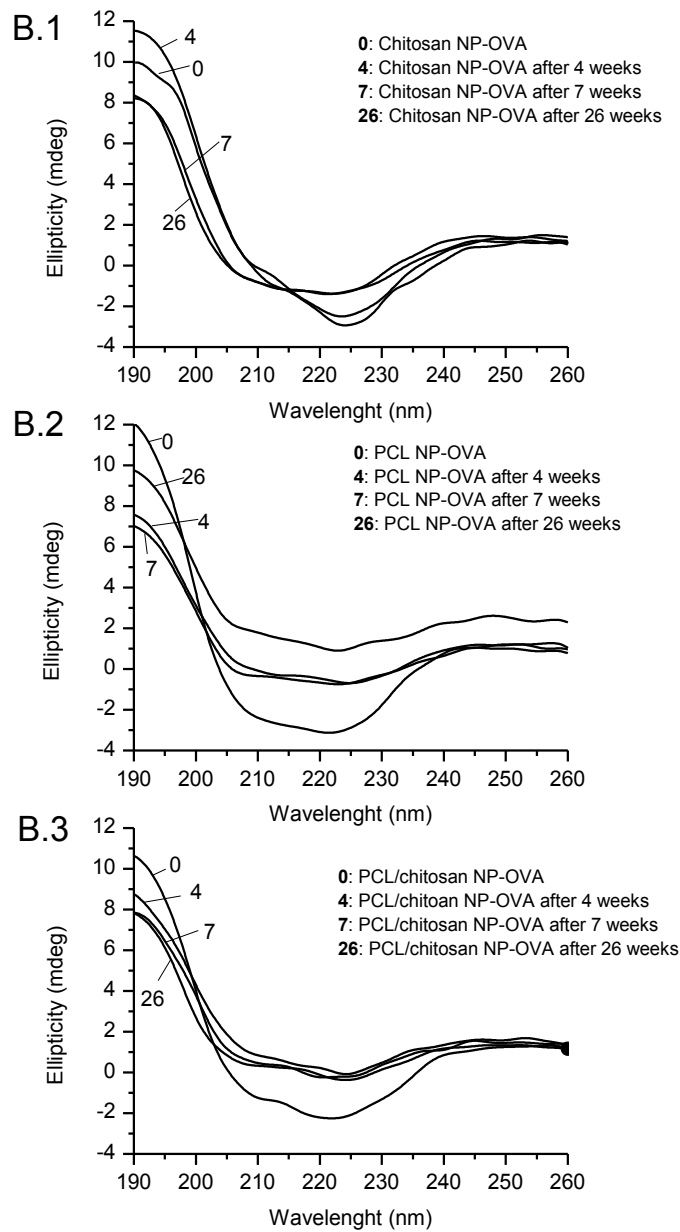 B.1
12
10
8
6
4
2
0
-2
-4
Ellipticity (mdeg)
4
0
7
26
0: Chitosan NP-OVA
4: Chitosan NP-OVA after 4 weeks
7: Chitosan NP-OVA after 7 weeks
26: Chitosan NP-OVA after 26 weeks
190 200 210 220 230 240 250 260
Wavelenght (nm)
B.2
12
10
8
6
4
2
0
-2
-4
Ellipticity (mdeg)
0
26
4
7
0: PCL NP-OVA
4: PCL NP-OVA after 4 weeks
7: PCL NP-OVA after 7 weeks
26: PCL NP-OVA after 26 weeks
190 200 210 220 230 240 250 260
Wavelenght (nm)
B.3
12
10
8
6
4
2
0
-2
-4
Ellipticity (mdeg)
0
4
7
26
0: PCL/chitosan NP-OVA
4: PCL/chitoan NP-OVA after 4 weeks
7: PCL/chitosan NP-OVA after 7 weeks
26: PCL/chitosan NP-OVA after 26 weeks
190 200 210 220 230 240 250 260
Wavelenght (nm)